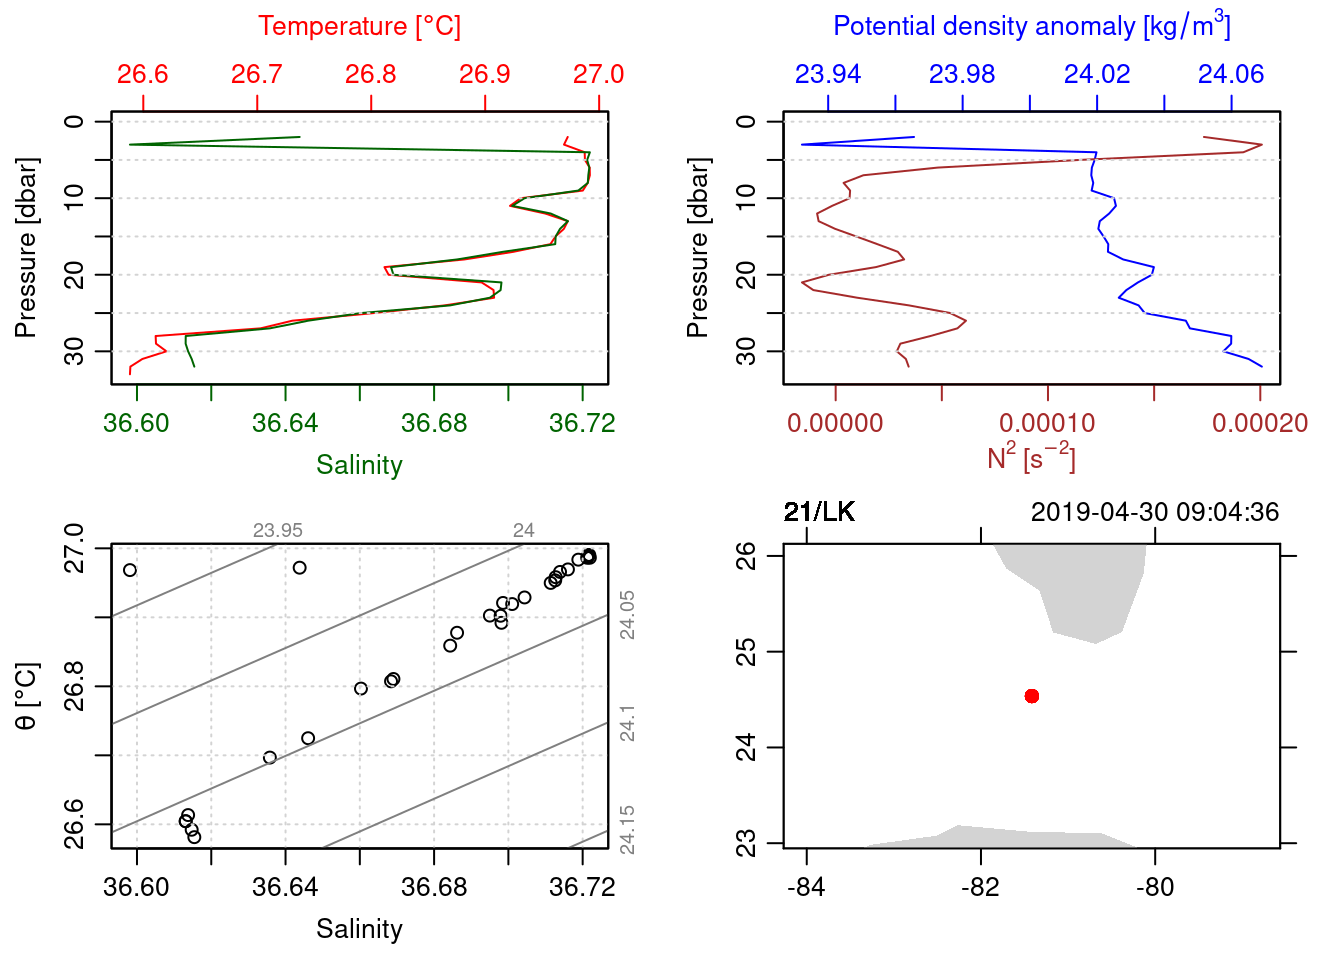 Temperature [°C]
26.6 26.7 26.8 26.9 27.0
Pressure [dbar]
0
10
20
30
36.60 36.64 36.68 36.72
Salinity
Potential density anomaly [kg/m³]
23.94 23.98 24.02 24.06
Pressure [dbar]
0
10
20
30
0.00000 0.00010 0.00020
N² [s⁻²]
23.95 24
θ [°C]
27.0
26.8
26.6
24.05
24.1
24.15
36.60 36.64 36.68 36.72
Salinity
21/LK 2019-04-30 09:04:36
26
25
24
23
-84 -82 -80